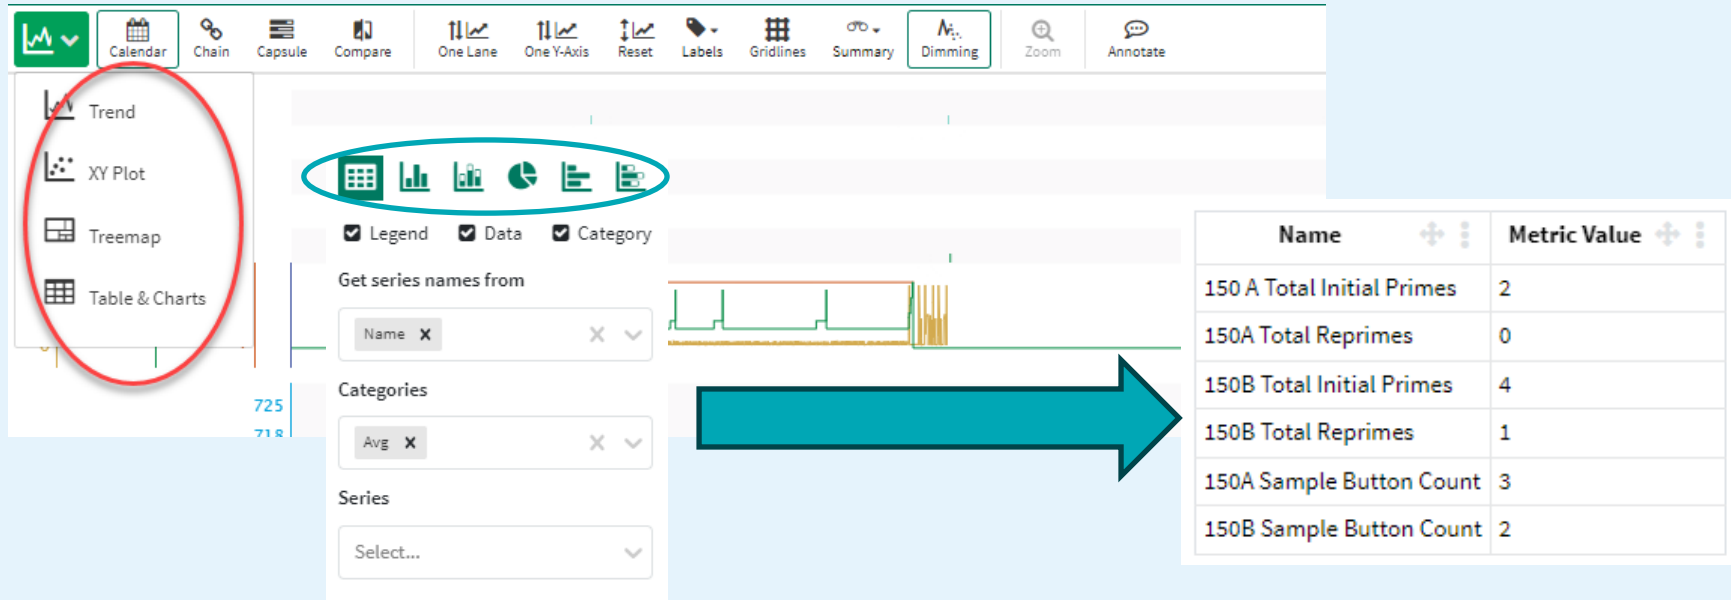 Calendar
Chain
Capsule
Compare
One Lane
One Y-Axis
Reset
Labels
Gridlines
Summary
Dimming
Zoom
Annotate
Trend
XY Plot
Treemap
Table & Charts
725
718
Legend Data Category
Get series names from
Name
Categories
Avg
Series
Select...
Name Metric Value
150 A Total Initial Primes 2
150A Total Reprimes 0
150B Total Initial Primes 4
150B Total Reprimes 1
150A Sample Button Count 3
150B Sample Button Count 2